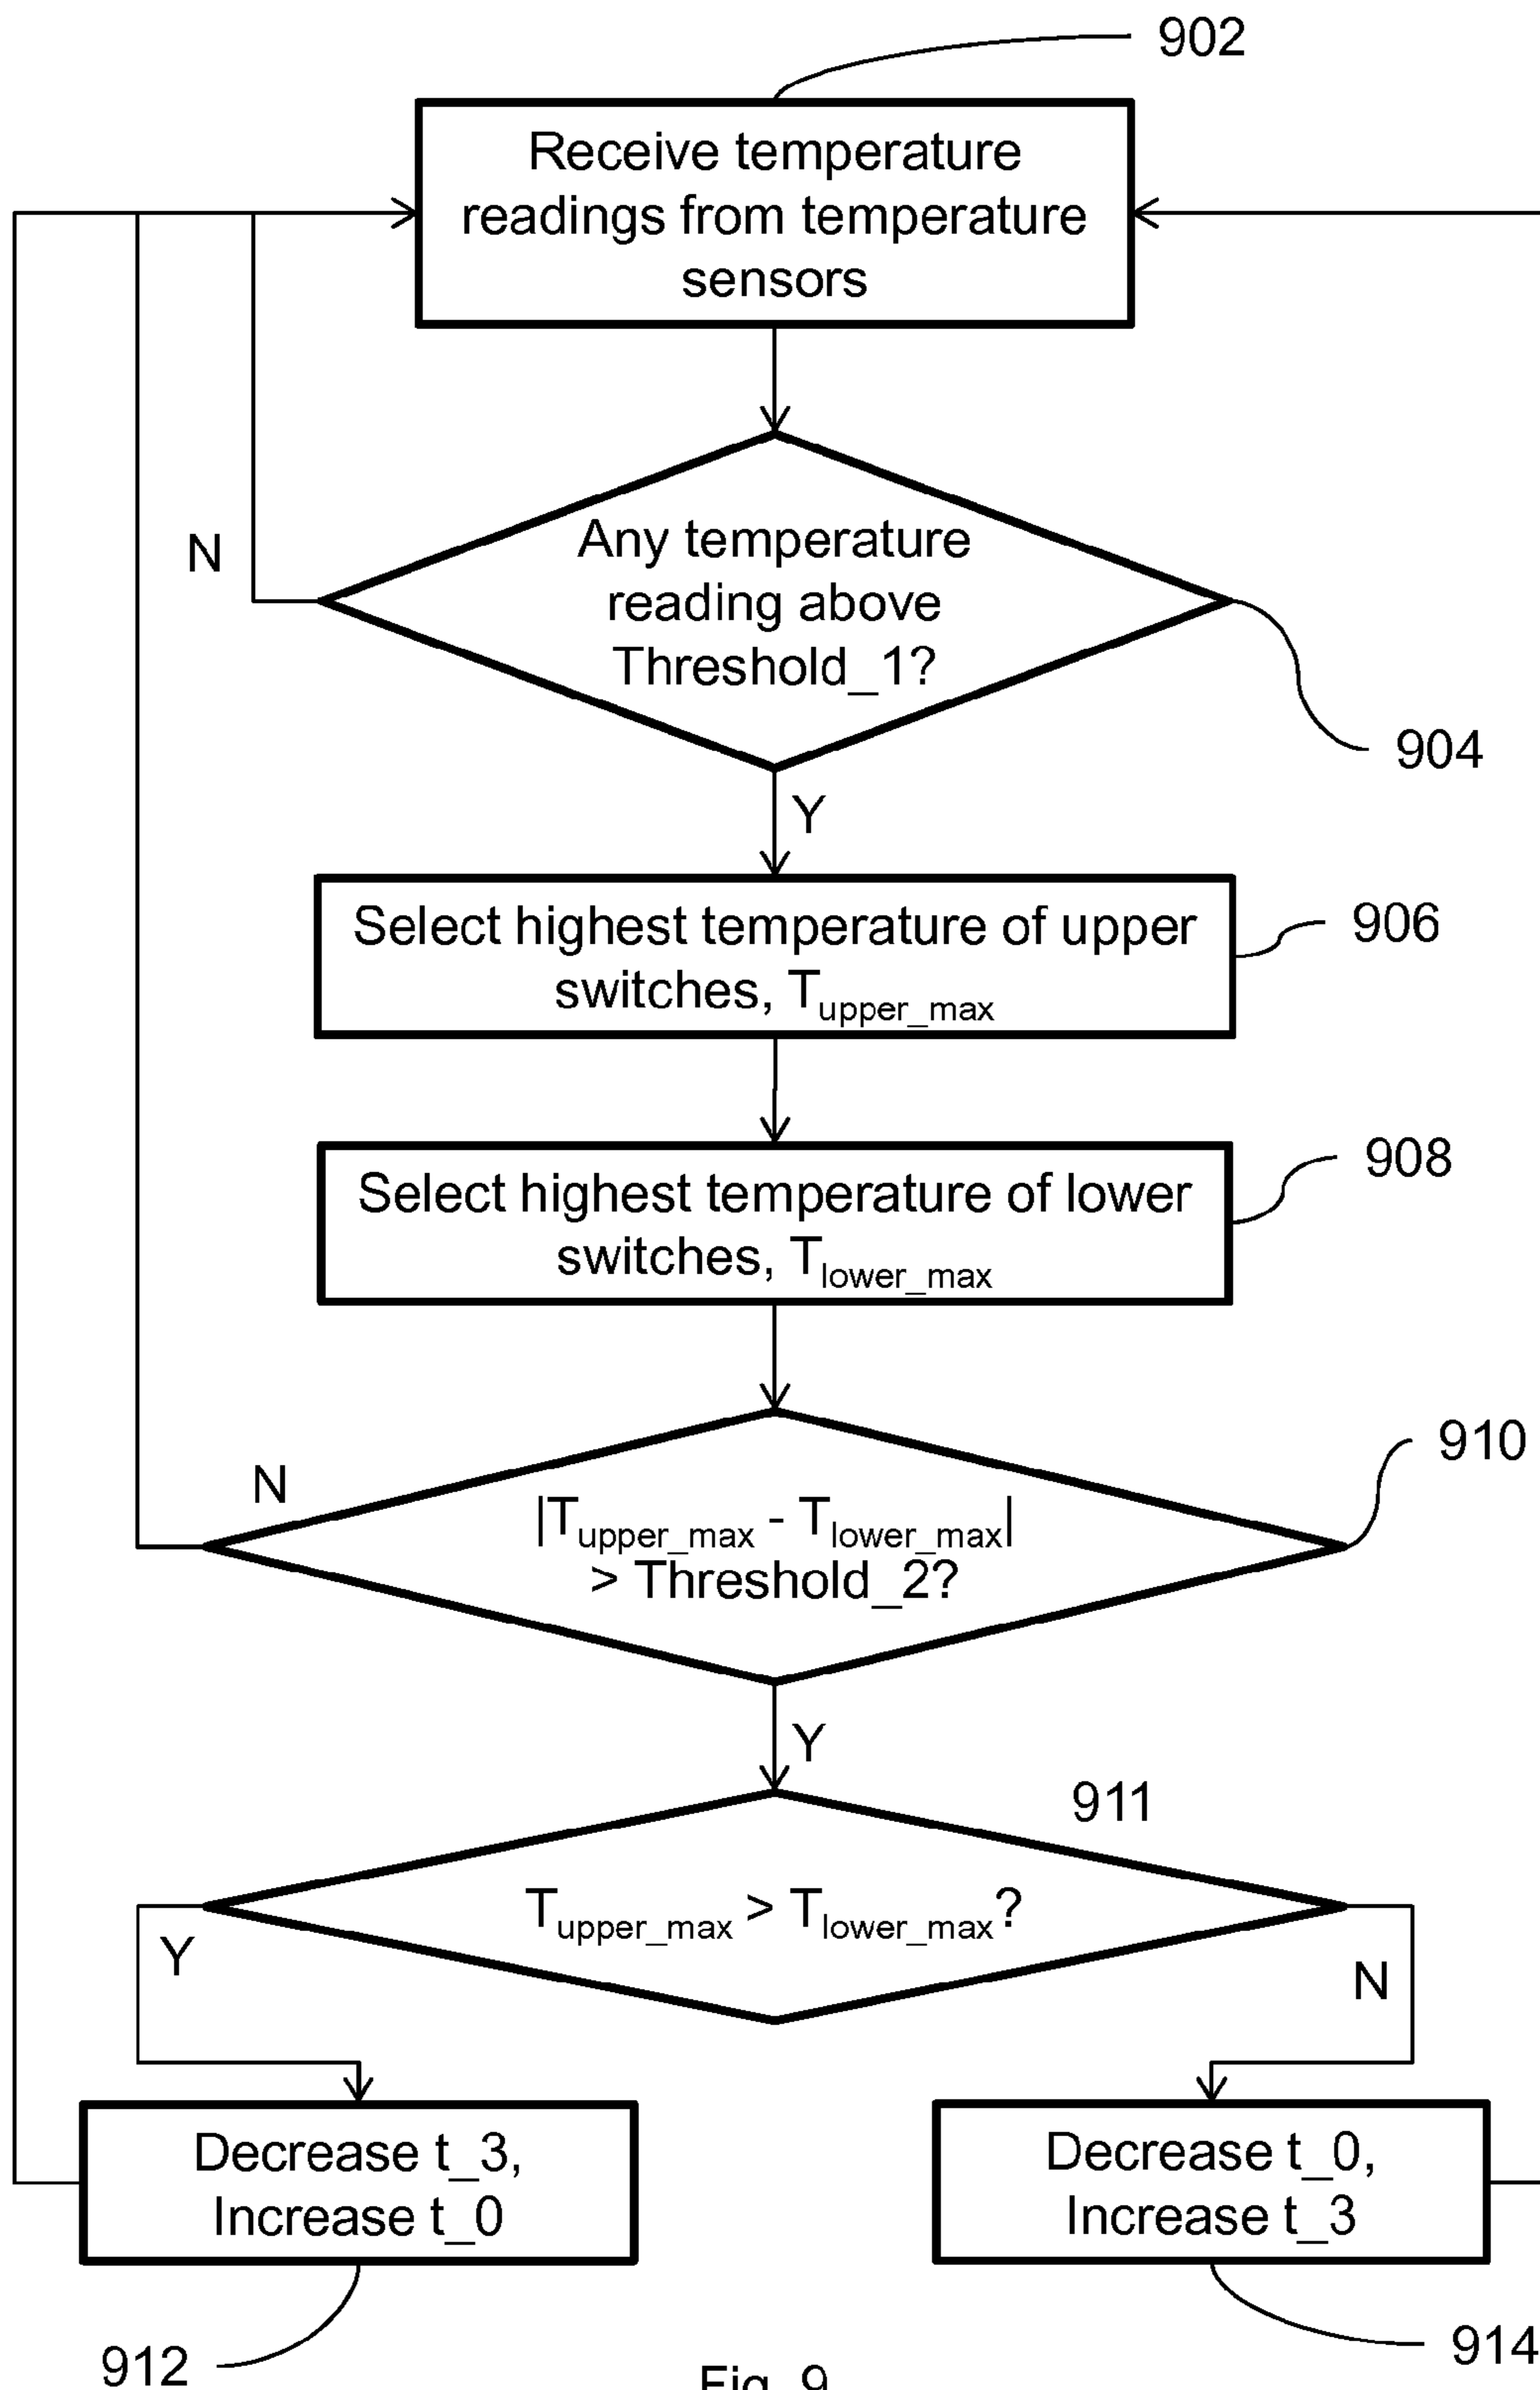 902
Receive temperature
readings from temperature
sensors
N
Any temperature
reading above
Threshold_1?
904
Y
Select highest temperature of upper
switches, Tupper_max
906
Select highest temperature of lower
switches, Tlower_max
908
910
N
|Tupper_max - Tlower_max|
> Threshold_2?
Y
911
Tupper_max > Tlower_max?
Y
N
Decrease t_3,
Increase t_0
Decrease t_0,
Increase t_3
912
914
Fig. 9